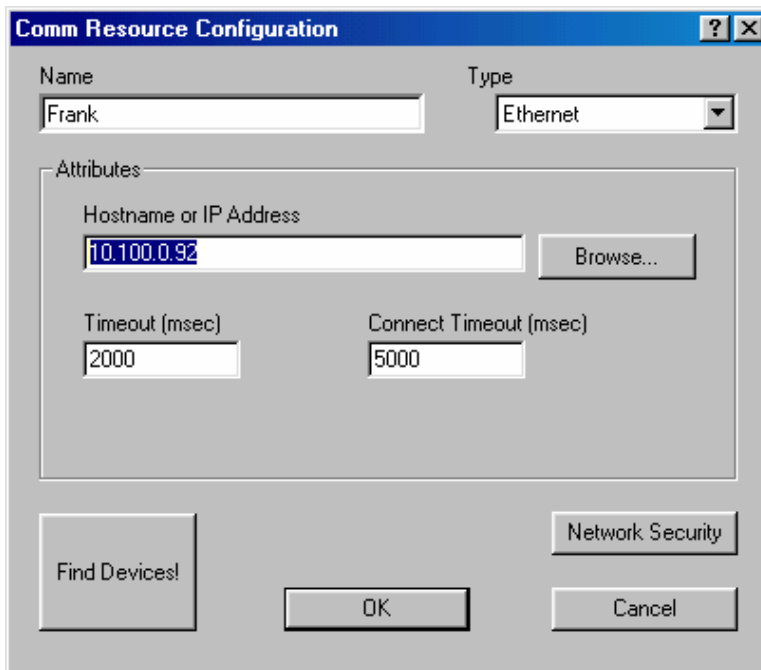 Comm Resource Configuration
Name
Type
Frank
Ethernet
Attributes
Hostname or IP Address
10.100.0.92
Browse...
Timeout (msec)
Connect Timeout (msec)
2000
5000
Find Devices!
Network Security
OK
Cancel